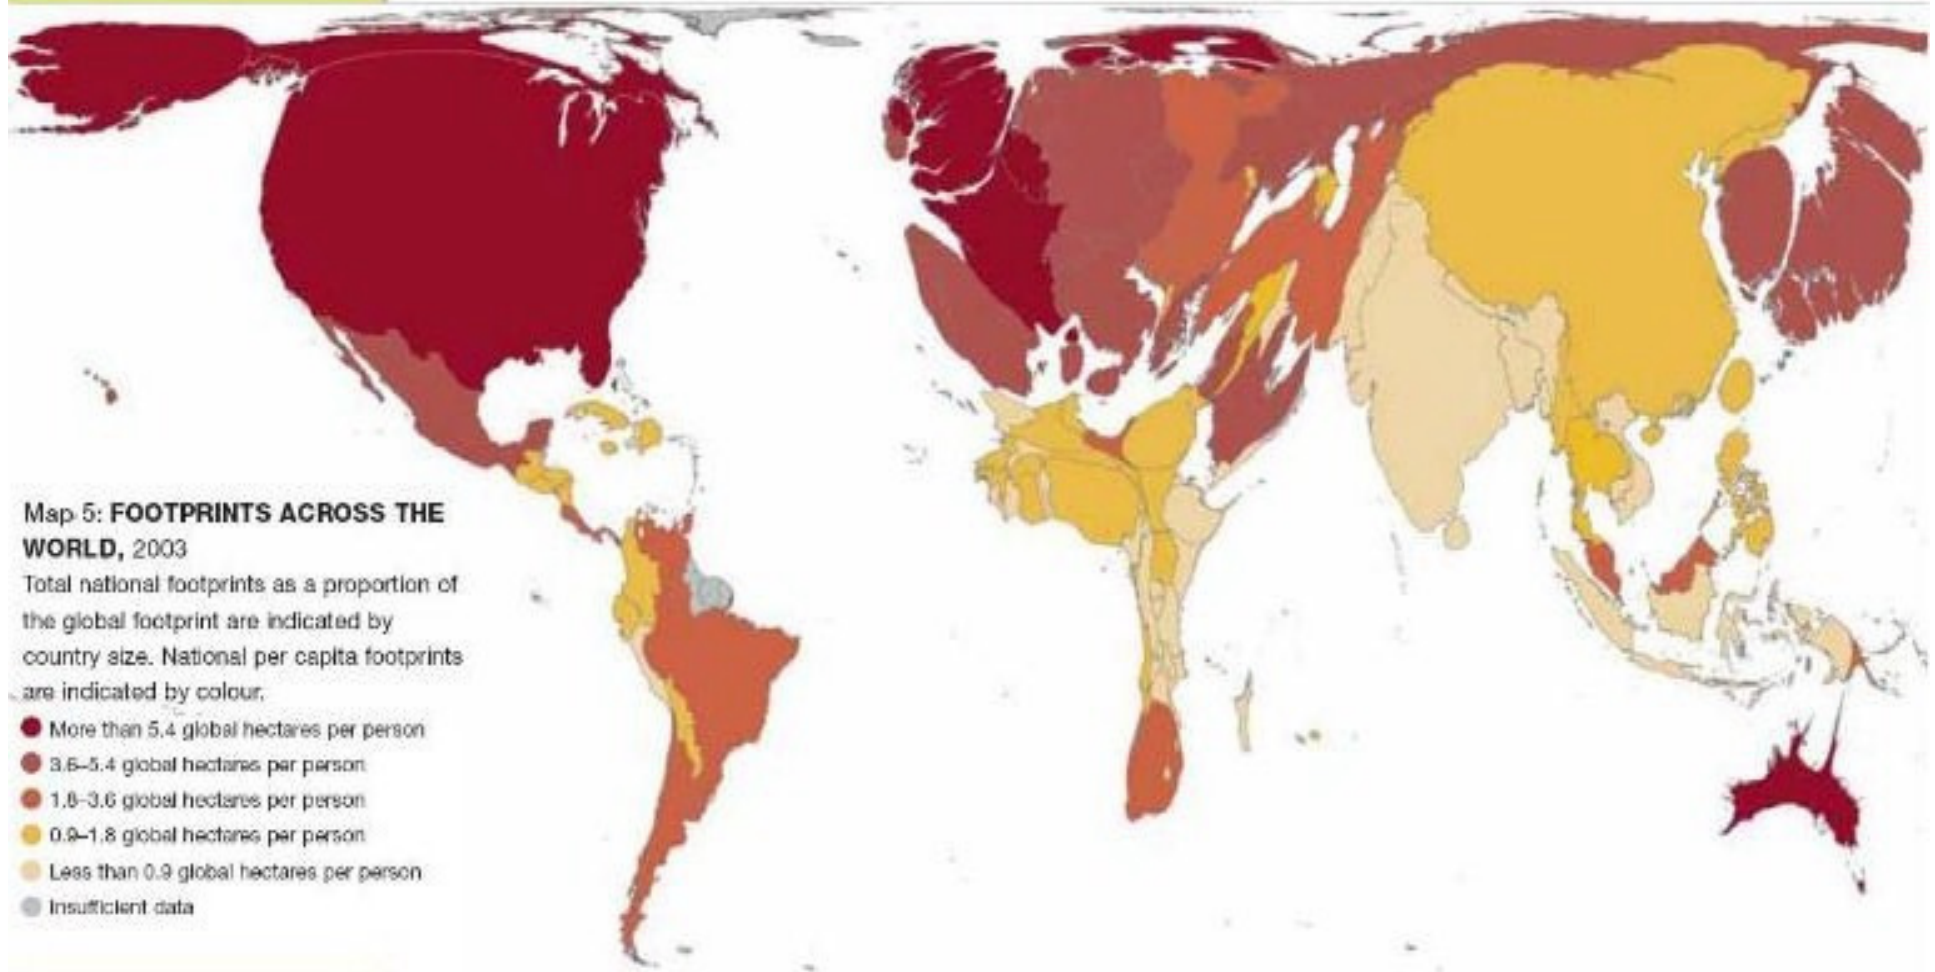 Map 5: FOOTPRINTS ACROSS THE
WORLD, 2003
Total national footprints as a proportion of
the global footprint are indicated by
country size. National per capita footprints
are indicated by colour.
More than 5.4 global hectares per person
3.6–5.4 global hectares per person
1.8–3.6 global hectares per person
0.9–1.8 global hectares per person
Less than 0.9 global hectares per person
Insufficient data